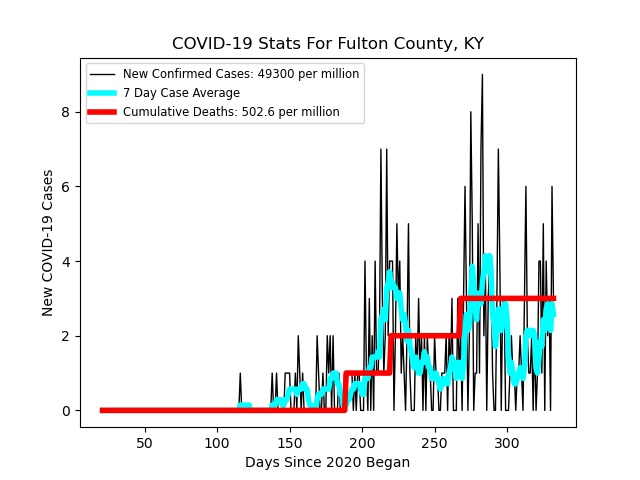 COVID-19 Stats For Fulton County, KY
New Confirmed Cases: 49300 per million
7 Day Case Average
Cumulative Deaths: 502.6 per million
New COVID-19 Cases
8
6
4
2
0
50 100 150 200 250 300
Days Since 2020 Began